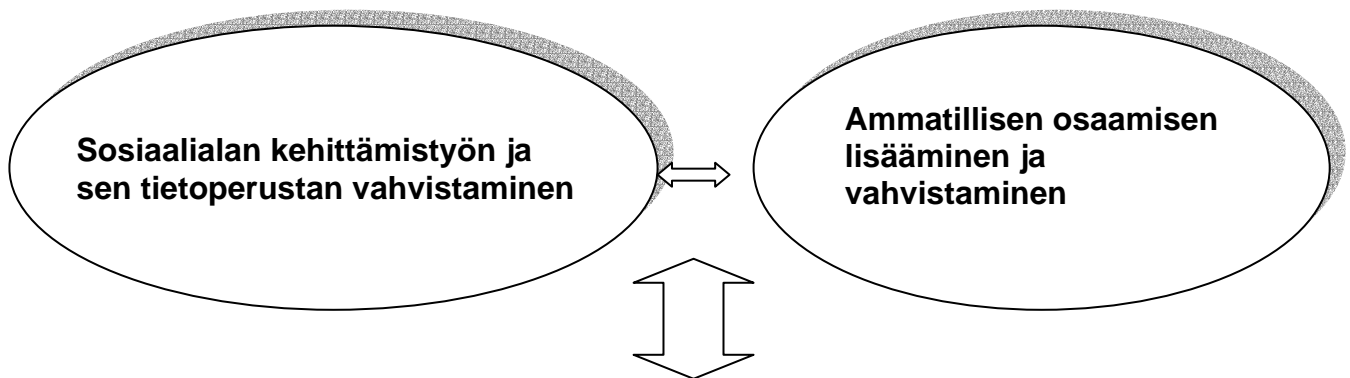 Sosiaalialan kehittämistyön ja
sen tietoperustan vahvistaminen
Ammatillisen osaamisen
lisääminen ja
vahvistaminen